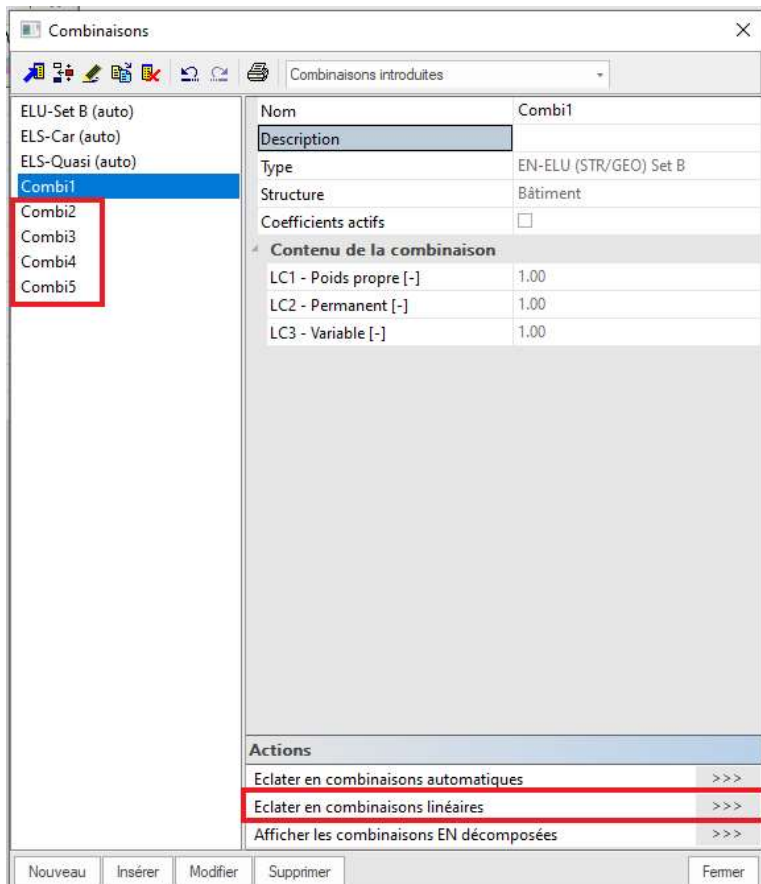 Combinaisons
Combinaisons introduites
ELU-Set B (auto)
ELS-Car (auto)
ELS-Quasi (auto)
Combi1
Combi2
Combi3
Combi4
Combi5
Nom Combi1
Description
Type EN-ELU (STR/GEO) Set B
Structure Bâtiment
Coefficients actifs
Contenu de la combinaison
LC1 - Poids propre [-] 1.00
LC2 - Permanent [-] 1.00
LC3 - Variable [-] 1.00
Actions
Eclater en combinaisons automatiques >>>
Eclater en combinaisons linéaires >>>
Afficher les combinaisons EN décomposées >>>
Nouveau Insérer Modifier Supprimer Fermer